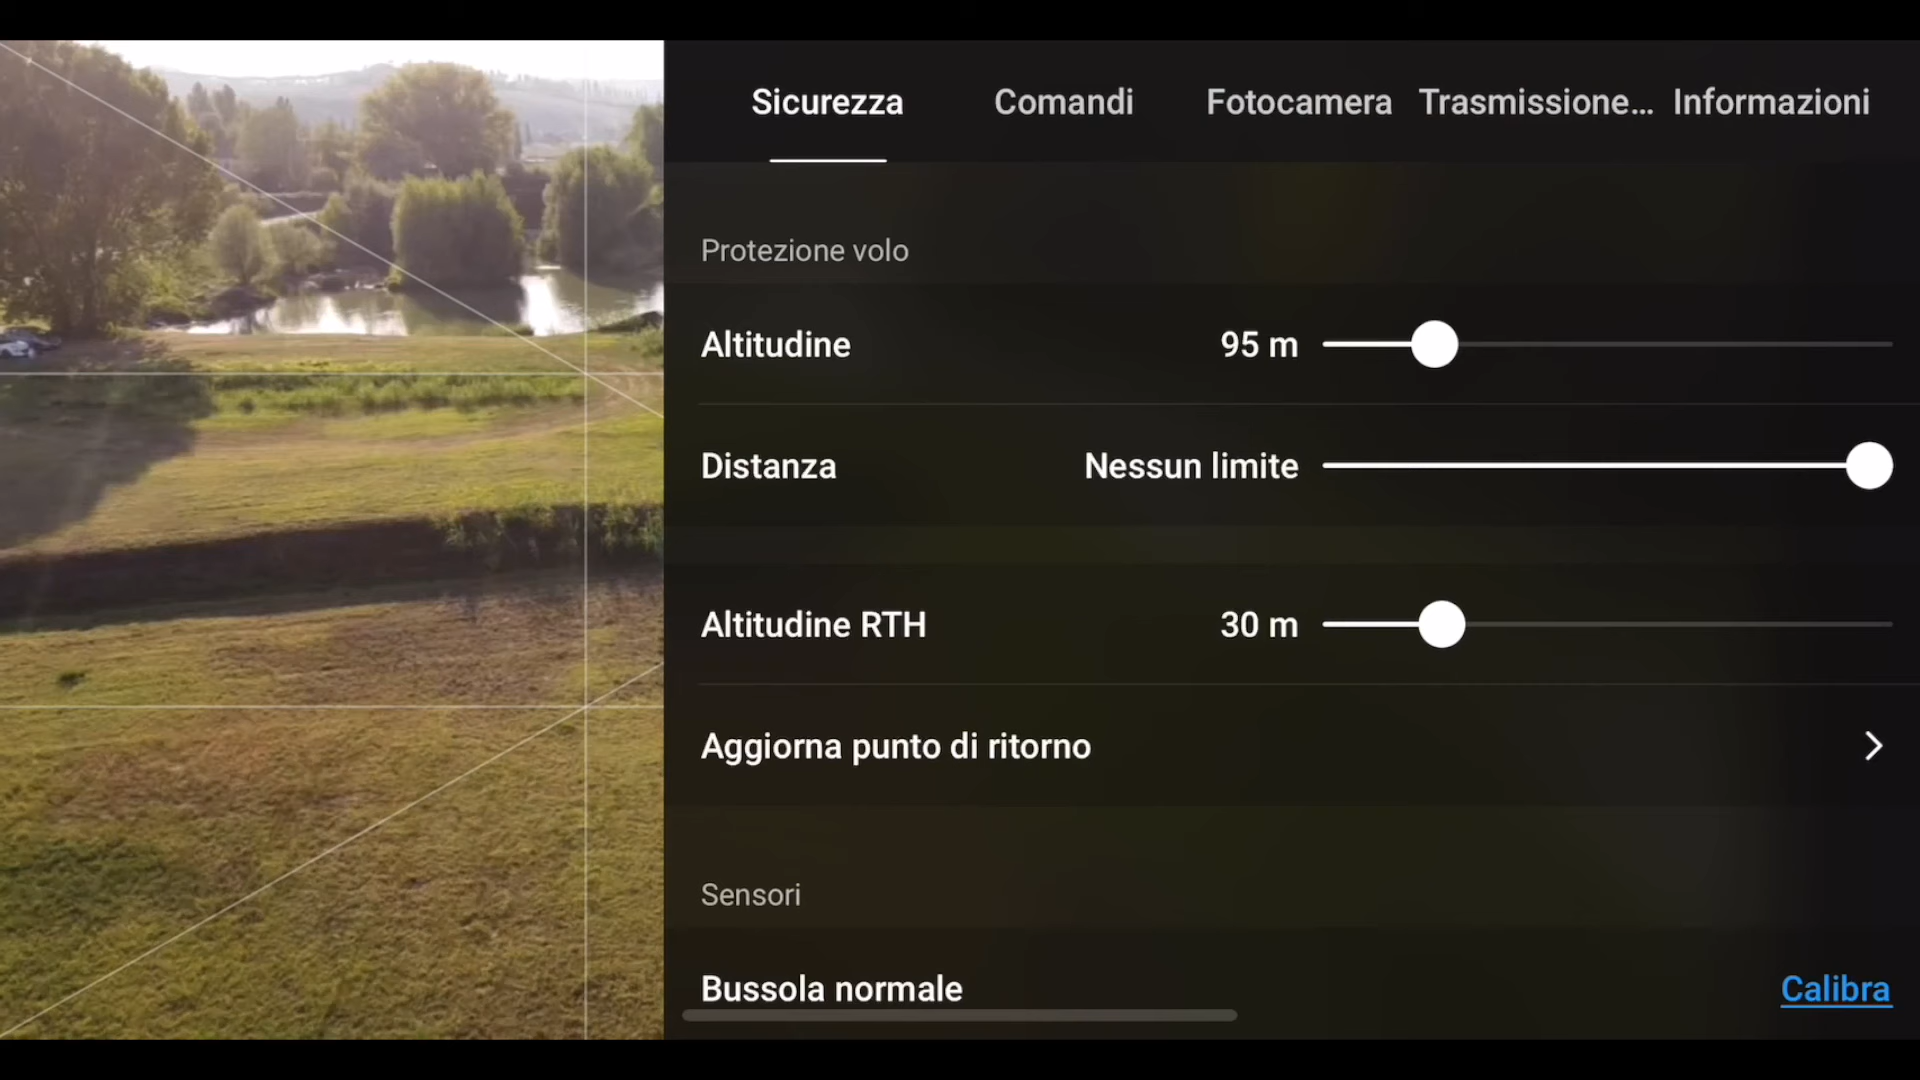 Sicurezza Comandi Fotocamera Trasmissione... Informazioni
Protezione volo
Altitudine 95 m
Distanza Nessun limite
Altitudine RTH 30 m
Aggiorna punto di ritorno
Sensori
Bussola normale Calibra